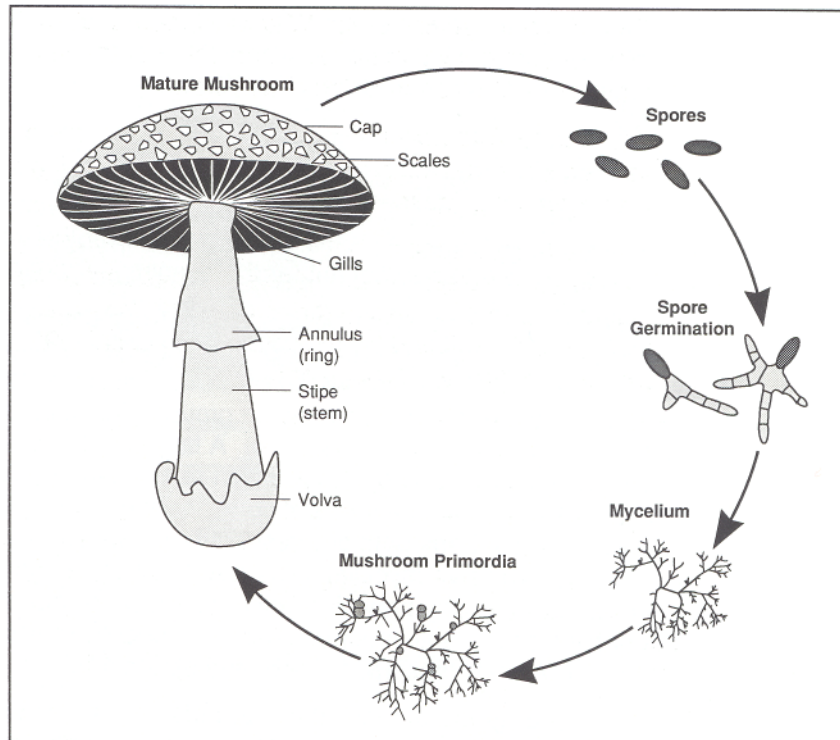 Mature Mushroom
Cap
Scales
Gills
Annulus
(ring)
Stipe
(stem)
Volva
Spores
Spore
Germination
Mycelium
Mushroom Primordia